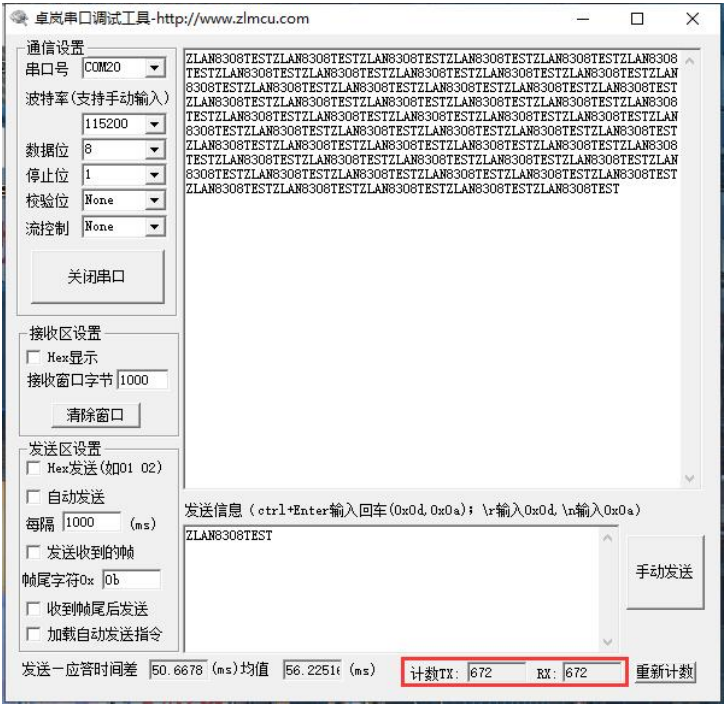 卓岚串口调试工具-http://www.zlmcu.com
通信设置
串口号 COM20
波特率(支持手动输入)
115200
数据位 8
停止位 1
校验位 None
流控制 None
关闭串口
接收区设置
Hex显示
接收窗口字节 1000
清除窗口
发送区设置
Hex发送(如01 02)
自动发送
每隔 1000 (ms)
发送收到的帧
帧尾字符0x 0b
收到帧尾后发送
加载自动发送指令
ZLAN8308TESTZLAN8308TESTZLAN8308TESTZLAN8308TESTZLAN8308TESTZLAN8308
TESTZLAN8308TESTZLAN8308TESTZLAN8308TESTZLAN8308TESTZLAN8308TESTZLAN
8308TESTZLAN8308TESTZLAN8308TESTZLAN8308TESTZLAN8308TESTZLAN8308TEST
ZLAN8308TESTZLAN8308TESTZLAN8308TESTZLAN8308TESTZLAN8308TESTZLAN8308
TESTZLAN8308TESTZLAN8308TESTZLAN8308TESTZLAN8308TESTZLAN8308TESTZLAN
8308TESTZLAN8308TESTZLAN8308TESTZLAN8308TESTZLAN8308TESTZLAN8308TEST
ZLAN8308TESTZLAN8308TESTZLAN8308TESTZLAN8308TESTZLAN8308TESTZLAN8308
TESTZLAN8308TESTZLAN8308TESTZLAN8308TESTZLAN8308TESTZLAN8308TESTZLAN
8308TESTZLAN8308TESTZLAN8308TESTZLAN8308TESTZLAN8308TESTZLAN8308TEST
ZLAN8308TESTZLAN8308TESTZLAN8308TESTZLAN8308TESTZLAN8308TEST
发送信息(ctrl+Enter输入回车(0x0d,0x0a); \r输入0x0d,\n输入0x0a)
ZLAN8308TEST
手动发送
发送—应答时间差 50.6678 (ms)均值 56.2251 (ms) 计数TX: 672 RX: 672 重新计数